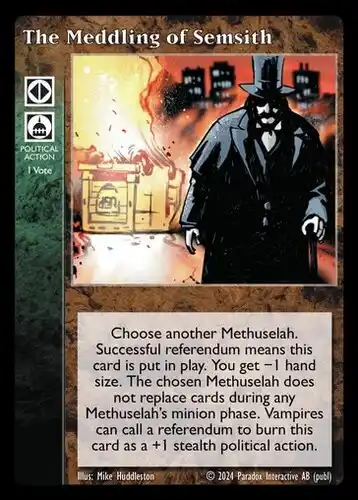 The Meddling of Semsith
POLITICAL
ACTION
1 Vote
Choose another Methuselah.
Successful referendum means this
card is put in play. You get −1 hand
size. The chosen Methuselah does
not replace cards during any
Methuselah's minion phase. Vampires
can call a referendum to burn this
card as a +1 stealth political action.
Illus: Mike Huddleston
© 2024 Paradox Interactive AB (publ)